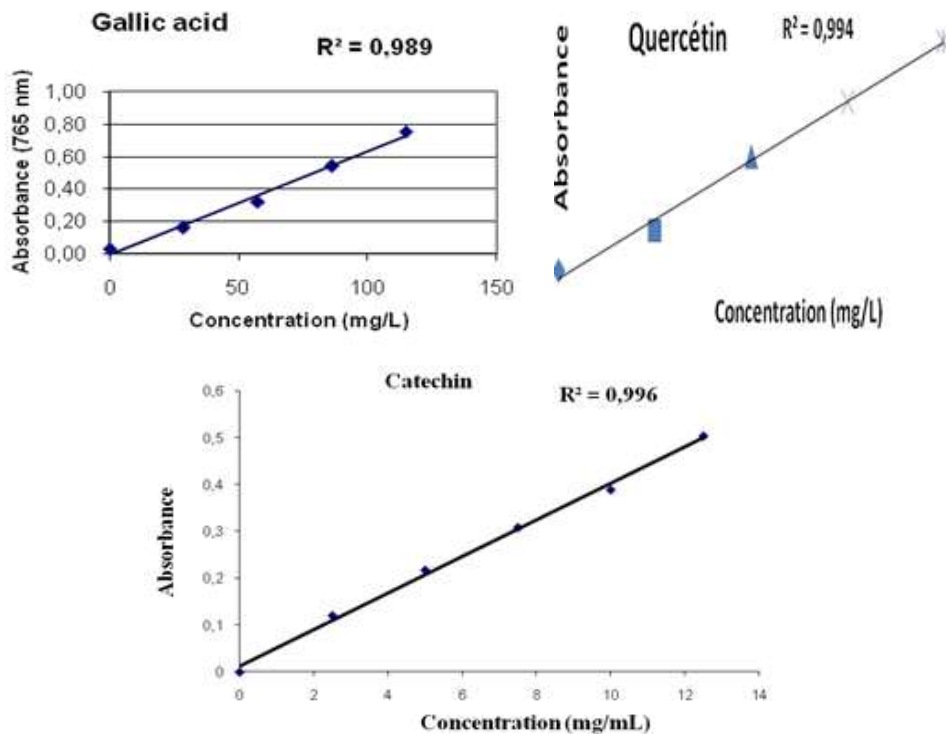 Gallic acid
R² = 0,989
Absorbance (765 nm)
1,00
0,80
0,60
0,40
0,20
0,00
0 50 100 150
Concentration (mg/L)
Quercétin
R² = 0,994
Absorbance
Concentration (mg/L)
Catechin
R² = 0,996
Absorbance
0,6
0,5
0,4
0,3
0,2
0,1
0
0 2 4 6 8 10 12 14
Concentration (mg/mL)